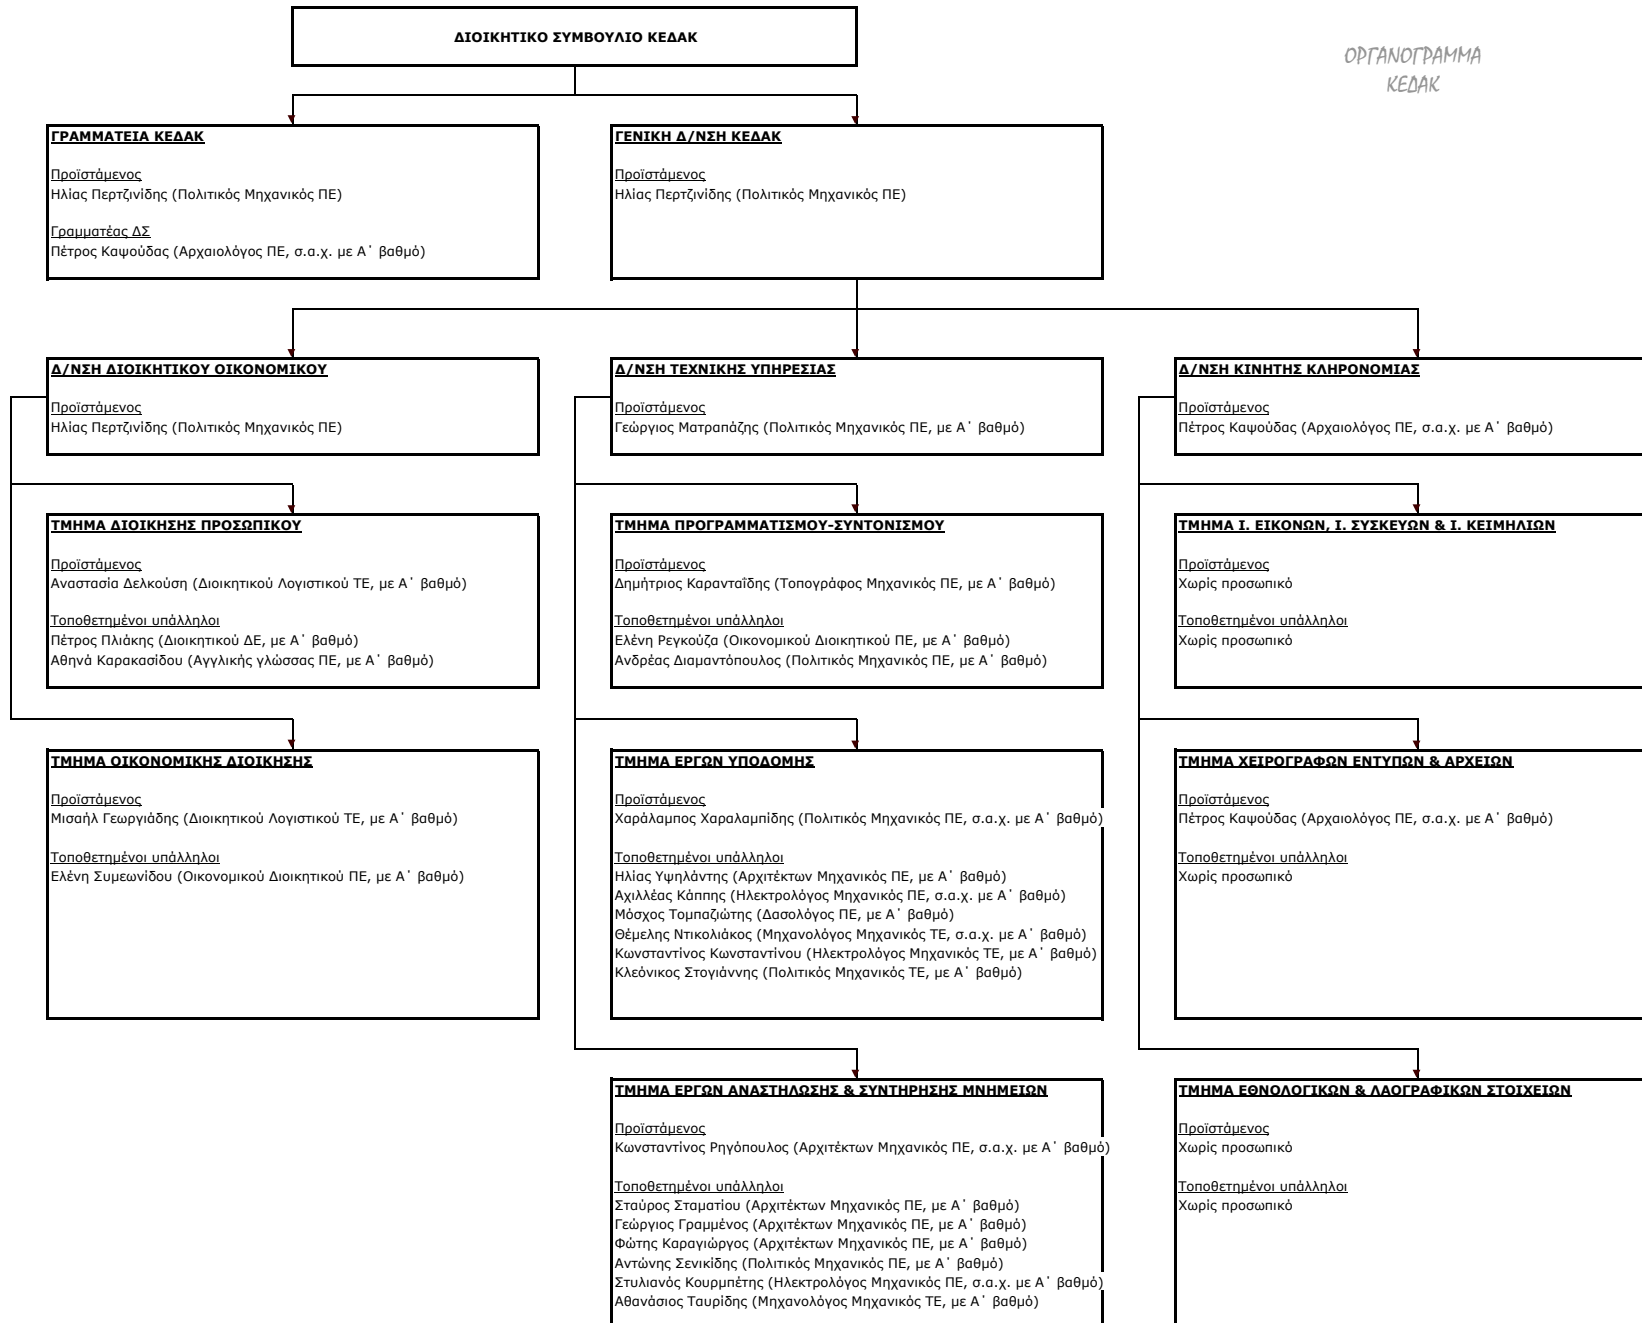 ΔΙΟΙΚΗΤΙΚΟ ΣΥΜΒΟΥΛΙΟ ΚΕΔΑΚ
ΟΡΓΑΝΟΓΡΑΜΜΑ
ΚΕΔΑΚ
ΓΡΑΜΜΑΤΕΙΑ ΚΕΔΑΚ
Προϊστάμενος
Ηλίας Περτζινίδης (Πολιτικός Μηχανικός ΠΕ)
Γραμματέας ΔΣ
Πέτρος Καψούδας (Αρχαιολόγος ΠΕ, σ.α.χ. με Α΄ βαθμό)
ΓΕΝΙΚΗ Δ/ΝΣΗ ΚΕΔΑΚ
Προϊστάμενος
Ηλίας Περτζινίδης (Πολιτικός Μηχανικός ΠΕ)
Δ/ΝΣΗ ΔΙΟΙΚΗΤΙΚΟΥ ΟΙΚΟΝΟΜΙΚΟΥ
Προϊστάμενος
Ηλίας Περτζινίδης (Πολιτικός Μηχανικός ΠΕ)
Δ/ΝΣΗ ΤΕΧΝΙΚΗΣ ΥΠΗΡΕΣΙΑΣ
Προϊστάμενος
Γεώργιος Ματραπάζης (Πολιτικός Μηχανικός ΠΕ, με Α΄ βαθμό)
Δ/ΝΣΗ ΚΙΝΗΤΗΣ ΚΛΗΡΟΝΟΜΙΑΣ
Προϊστάμενος
Πέτρος Καψούδας (Αρχαιολόγος ΠΕ, σ.α.χ. με Α΄ βαθμό)
ΤΜΗΜΑ ΔΙΟΙΚΗΣΗΣ ΠΡΟΣΩΠΙΚΟΥ
Προϊστάμενος
Αναστασία Δελκούση (Διοικητικού Λογιστικού ΤΕ, με Α΄ βαθμό)
Τοποθετημένοι υπάλληλοι
Πέτρος Πλιάκης (Διοικητικού ΔΕ, με Α΄ βαθμό)
Αθηνά Καρακασίδου (Αγγλικής γλώσσας ΠΕ, με Α΄ βαθμό)
ΤΜΗΜΑ ΠΡΟΓΡΑΜΜΑΤΙΣΜΟΥ-ΣΥΝΤΟΝΙΣΜΟΥ
Προϊστάμενος
Δημήτριος Καρανταΐδης (Τοπογράφος Μηχανικός ΠΕ, με Α΄ βαθμό)
Τοποθετημένοι υπάλληλοι
Ελένη Ρεγκούζα (Οικονομικού Διοικητικού ΠΕ, με Α΄ βαθμό)
Ανδρέας Διαμαντόπουλος (Πολιτικός Μηχανικός ΠΕ, με Α΄ βαθμό)
ΤΜΗΜΑ Ι. ΕΙΚΟΝΩΝ, Ι. ΣΥΣΚΕΥΩΝ & Ι. ΚΕΙΜΗΛΙΩΝ
Προϊστάμενος
Χωρίς προσωπικό
Τοποθετημένοι υπάλληλοι
Χωρίς προσωπικό
ΤΜΗΜΑ ΟΙΚΟΝΟΜΙΚΗΣ ΔΙΟΙΚΗΣΗΣ
Προϊστάμενος
Μισαήλ Γεωργιάδης (Διοικητικού Λογιστικού ΤΕ, με Α΄ βαθμό)
Τοποθετημένοι υπάλληλοι
Ελένη Συμεωνίδου (Οικονομικού Διοικητικού ΠΕ, με Α΄ βαθμό)
ΤΜΗΜΑ ΕΡΓΩΝ ΥΠΟΔΟΜΗΣ
Προϊστάμενος
Χαράλαμπος Χαραλαμπίδης (Πολιτικός Μηχανικός ΠΕ, σ.α.χ. με Α΄ βαθμό)
Τοποθετημένοι υπάλληλοι
Ηλίας Υψηλάντης (Αρχιτέκτων Μηχανικός ΠΕ, με Α΄ βαθμό)
Αχιλλέας Κάππης (Ηλεκτρολόγος Μηχανικός ΠΕ, σ.α.χ. με Α΄ βαθμό)
Μόσχος Τομπαζιώτης (Δασολόγος ΠΕ, με Α΄ βαθμό)
Θέμελης Ντικολιάκος (Μηχανολόγος Μηχανικός ΤΕ, σ.α.χ. με Α΄ βαθμό)
Κωνσταντίνος Κωνσταντίνου (Ηλεκτρολόγος Μηχανικός ΤΕ, με Α΄ βαθμό)
Κλεόνικος Στογιάννης (Πολιτικός Μηχανικός ΤΕ, με Α΄ βαθμό)
ΤΜΗΜΑ ΧΕΙΡΟΓΡΑΦΩΝ ΕΝΤΥΠΩΝ & ΑΡΧΕΙΩΝ
Προϊστάμενος
Πέτρος Καψούδας (Αρχαιολόγος ΠΕ, σ.α.χ. με Α΄ βαθμό)
Τοποθετημένοι υπάλληλοι
Χωρίς προσωπικό
ΤΜΗΜΑ ΕΡΓΩΝ ΑΝΑΣΤΗΛΩΣΗΣ & ΣΥΝΤΗΡΗΣΗΣ ΜΝΗΜΕΙΩΝ
Προϊστάμενος
Κωνσταντίνος Ρηγόπουλος (Αρχιτέκτων Μηχανικός ΠΕ, σ.α.χ. με Α΄ βαθμό)
Τοποθετημένοι υπάλληλοι
Σταύρος Σταματίου (Αρχιτέκτων Μηχανικός ΠΕ, με Α΄ βαθμό)
Γεώργιος Γραμμένος (Αρχιτέκτων Μηχανικός ΠΕ, με Α΄ βαθμό)
Φώτης Καραγιώργος (Αρχιτέκτων Μηχανικός ΠΕ, με Α΄ βαθμό)
Αντώνης Σενικίδης (Πολιτικός Μηχανικός ΠΕ, με Α΄ βαθμό)
Στυλιανός Κουρμπέτης (Ηλεκτρολόγος Μηχανικός ΠΕ, σ.α.χ. με Α΄ βαθμό)
Αθανάσιος Ταυρίδης (Μηχανολόγος Μηχανικός ΤΕ, με Α΄ βαθμό)
ΤΜΗΜΑ ΕΘΝΟΛΟΓΙΚΩΝ & ΛΑΟΓΡΑΦΙΚΩΝ ΣΤΟΙΧΕΙΩΝ
Προϊστάμενος
Χωρίς προσωπικό
Τοποθετημένοι υπάλληλοι
Χωρίς προσωπικό